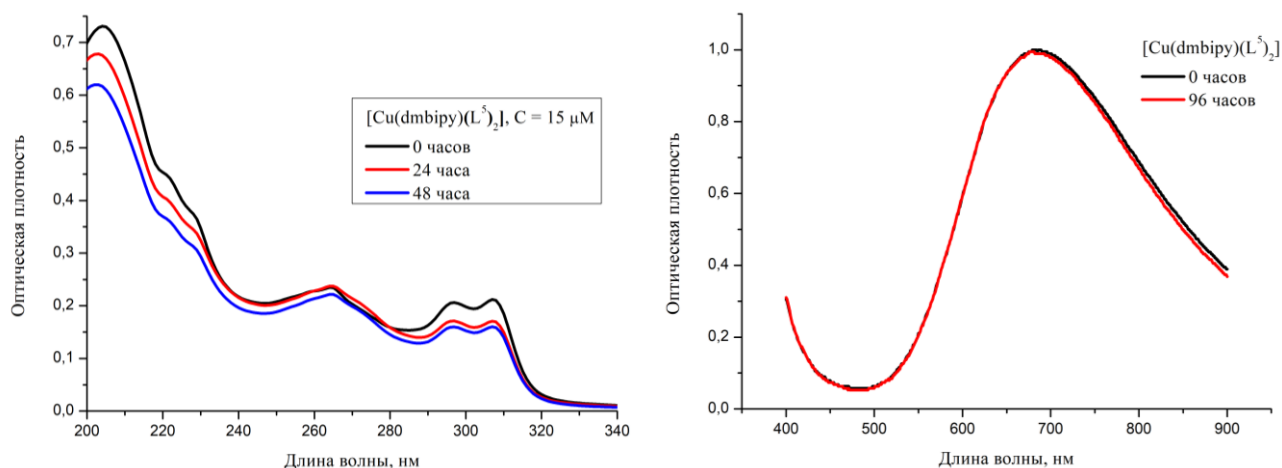 0,7
0,6
0,5
0,4
0,3
0,2
0,1
0,0
Оптическая плотность
[Cu(dmbipy)(L⁵)₂], C = 15 μM
0 часов
24 часа
48 часа
200 220 240 260 280 300 320 340
Длина волны, нм
1,0
0,8
0,6
0,4
0,2
0,0
Оптическая плотность
[Cu(dmbipy)(L⁵)₂]
0 часов
96 часов
400 500 600 700 800 900
Длина волны, нм